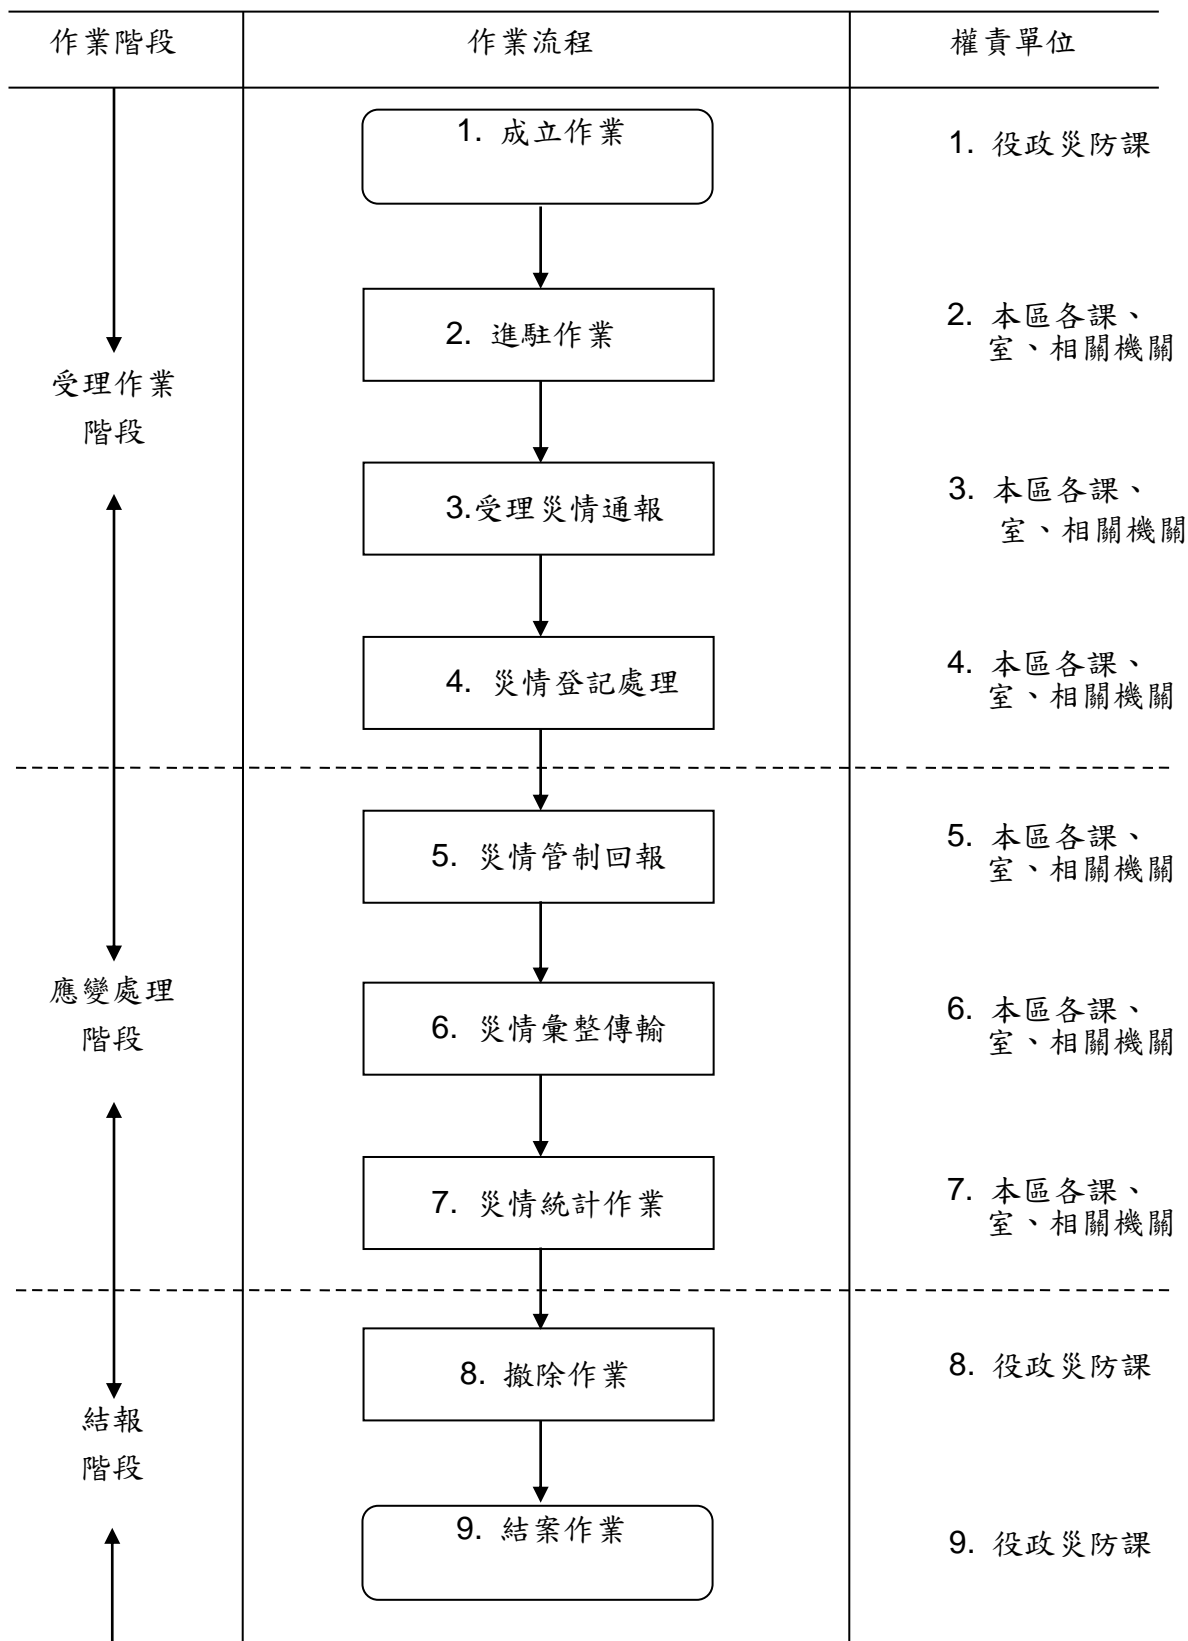 作業階段
作業流程
權責單位
1. 成立作業
1. 役政災防課
2. 進駐作業
2. 本區各課、
室、相關機關
受理作業
階段
3.受理災情通報
3. 本區各課、
室、相關機關
4. 災情登記處理
4. 本區各課、
室、相關機關
5. 災情管制回報
5. 本區各課、
室、相關機關
應變處理
階段
6. 災情彙整傳輸
6. 本區各課、
室、相關機關
7. 災情統計作業
7. 本區各課、
室、相關機關
8. 撤除作業
8. 役政災防課
結報
階段
9. 結案作業
9. 役政災防課